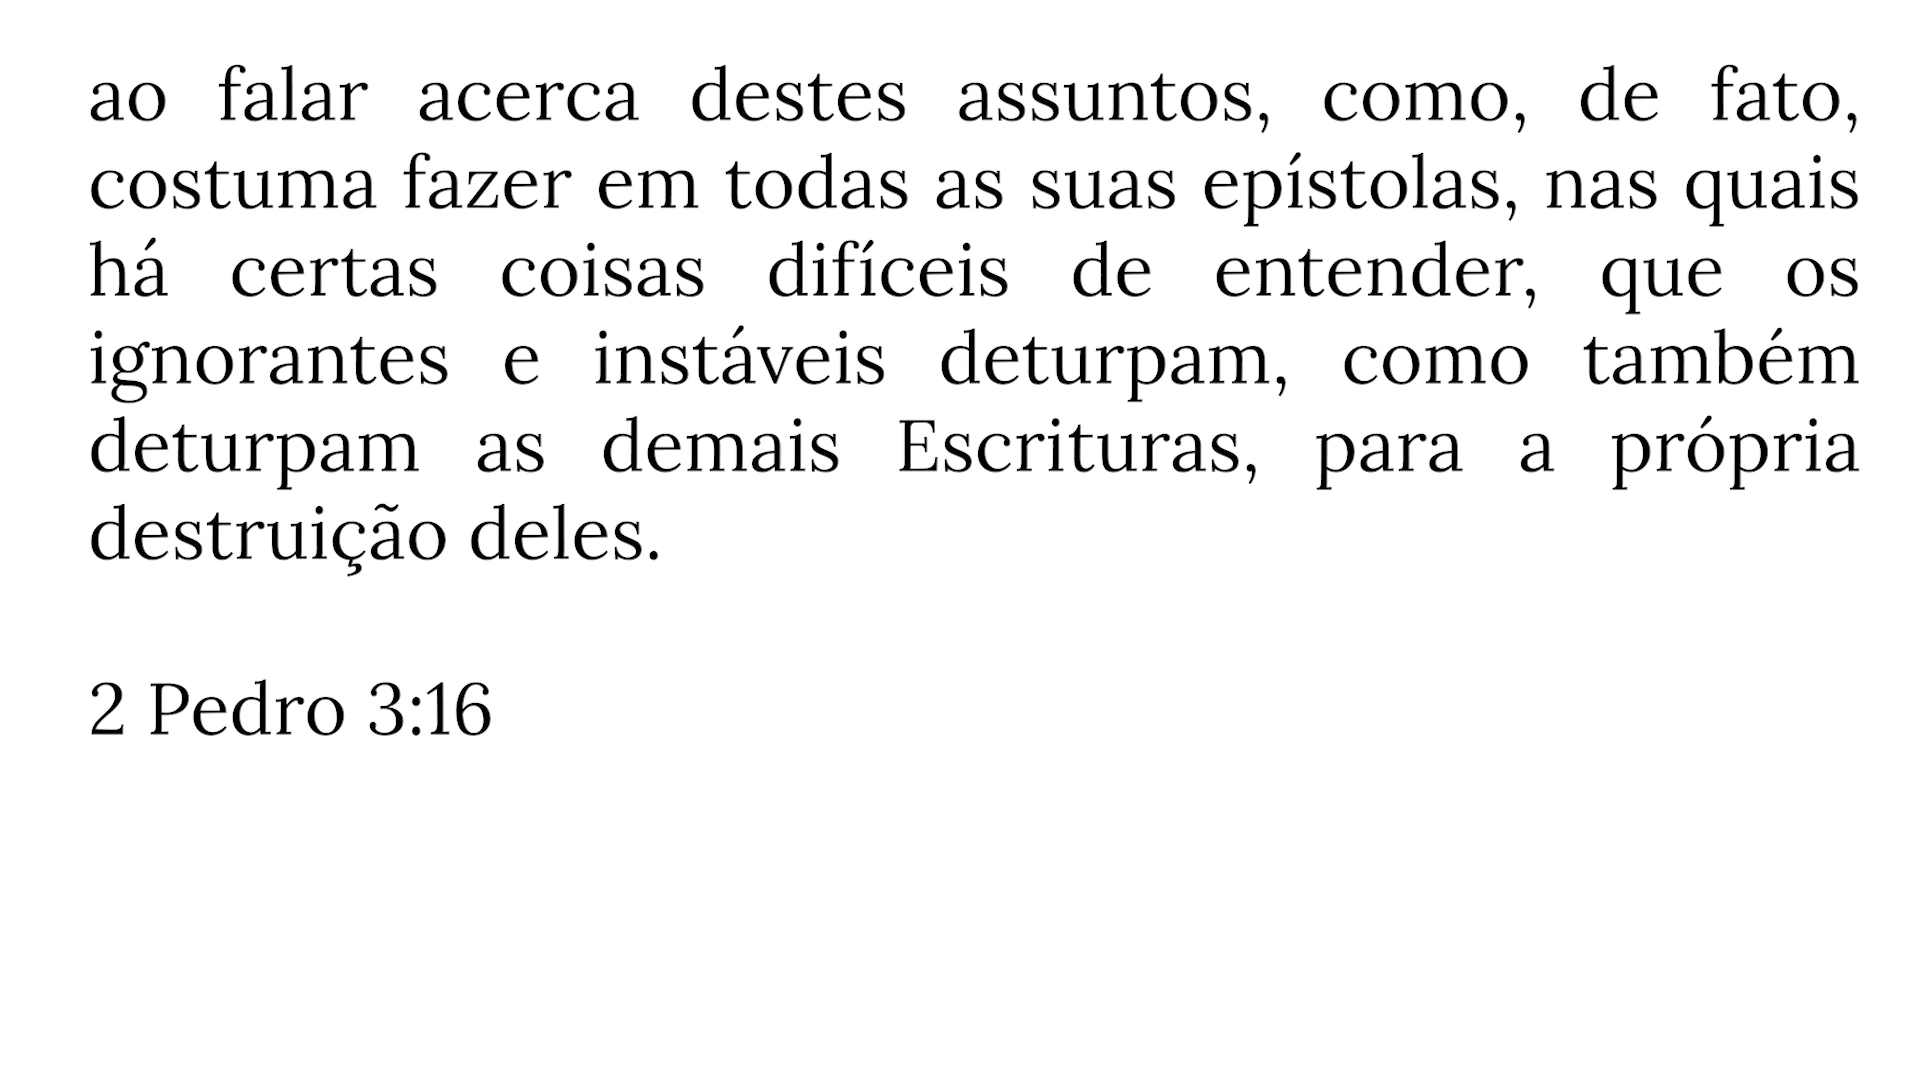 ao falar acerca destes assuntos, como, de fato,
costuma fazer em todas as suas epístolas, nas quais
há certas coisas difíceis de entender, que os
ignorantes e instáveis deturpam, como também
deturpam as demais Escrituras, para a própria
destruição deles.
2 Pedro 3:16